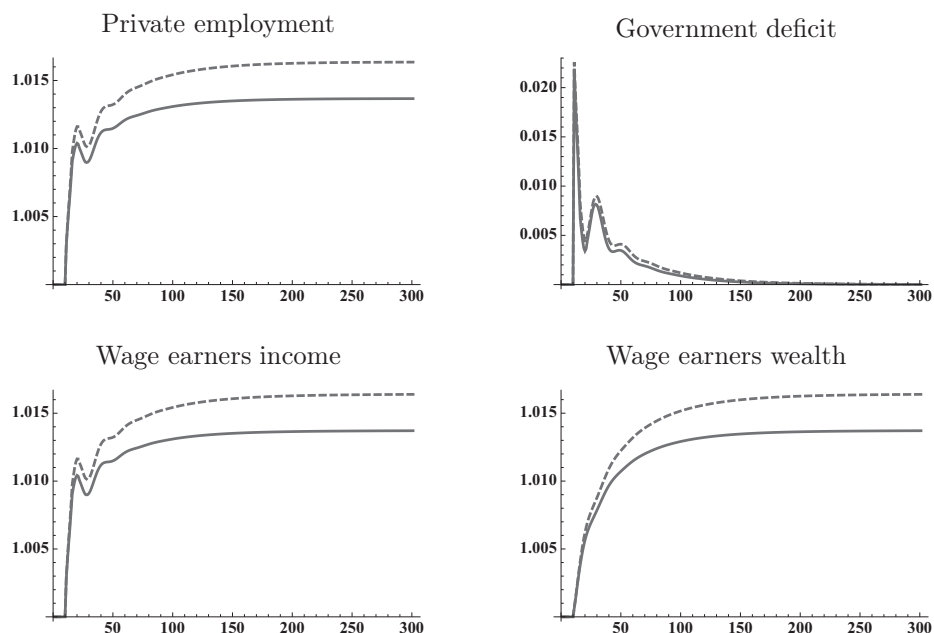 Private employment
1.015
1.010
1.005
50 100 150 200 250 300
Government deficit
0.020
0.015
0.010
0.005
50 100 150 200 250 300
Wage earners income
1.015
1.010
1.005
50 100 150 200 250 300
Wage earners wealth
1.015
1.010
1.005
50 100 150 200 250 300